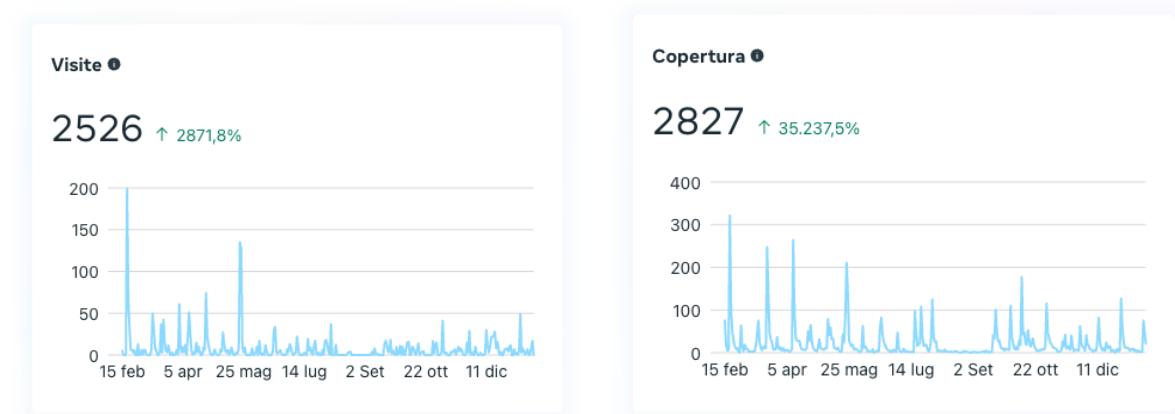 Visite
2526 ↑ 2871,8%
200
150
100
50
0
15 feb 5 apr 25 mag 14 lug 2 Set 22 ott 11 dic
Copertura
2827 ↑ 35.237,5%
400
300
200
100
0
15 feb 5 apr 25 mag 14 lug 2 Set 22 ott 11 dic